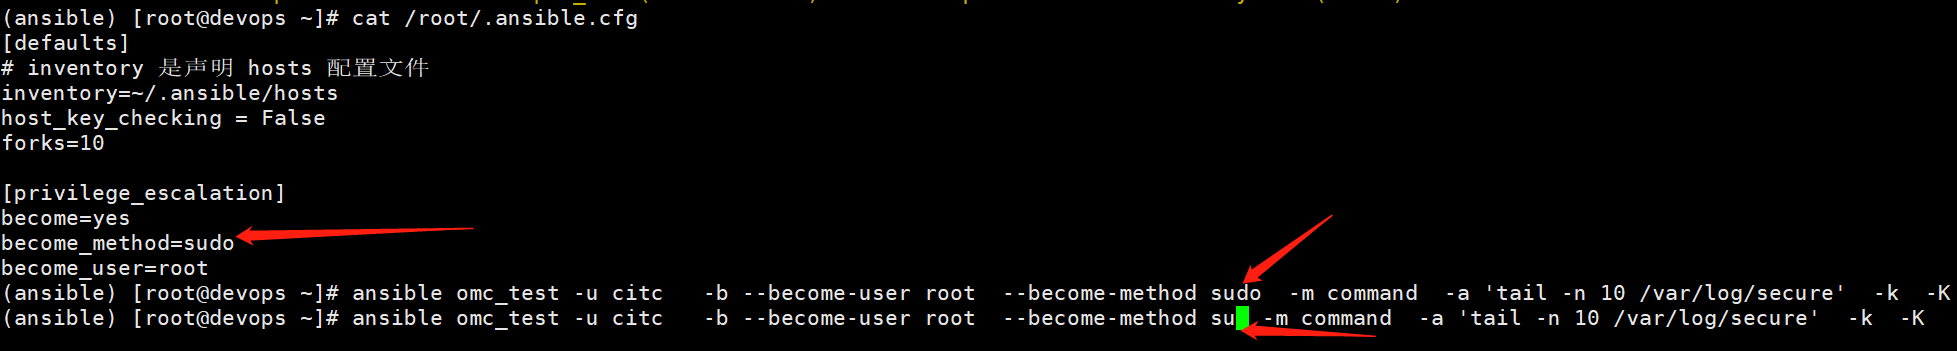 (ansible) [root@devops ~]# cat /root/.ansible.cfg
[defaults]
# inventory 是声明 hosts 配置文件
inventory=~/.ansible/hosts
host_key_checking = False
forks=10
[privilege_escalation]
become=yes
become_method=sudo
become_user=root
(ansible) [root@devops ~]# ansible omc_test -u citc   -b --become-user root  --become-method sudo  -m command  -a 'tail -n 10 /var/log/secure'  -k  -K
(ansible) [root@devops ~]# ansible omc_test -u citc   -b --become-user root  --become-method su  -m command  -a 'tail -n 10 /var/log/secure'  -k  -K